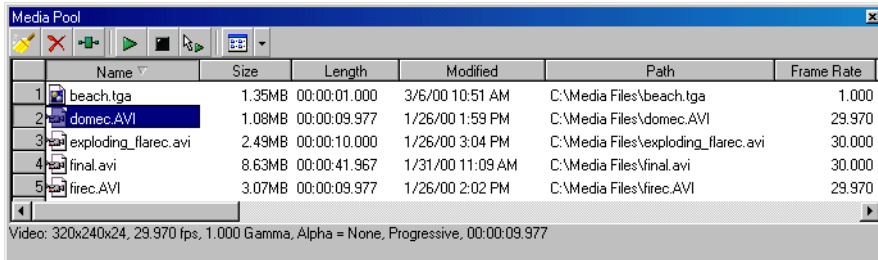 Media Pool
Name Size Length Modified Path Frame Rate
1 beach.tga 1.35MB 00:00:01.000 3/6/00 10:51 AM C:\Media Files\beach.tga 1.000
2 domec.AVI 1.08MB 00:00:09.977 1/26/00 1:59 PM C:\Media Files\domec.AVI 29.970
3 exploding_flarec.avi 2.49MB 00:00:10.000 1/26/00 3:04 PM C:\Media Files\exploding_flarec.avi 30.000
4 final.avi 8.63MB 00:00:41.967 1/31/00 11:09 AM C:\Media Files\final.avi 30.000
5 firec.AVI 3.07MB 00:00:09.977 1/26/00 2:02 PM C:\Media Files\firec.AVI 29.970
Video: 320x240x24, 29.970 fps, 1.000 Gamma, Alpha = None, Progressive, 00:00:09.977